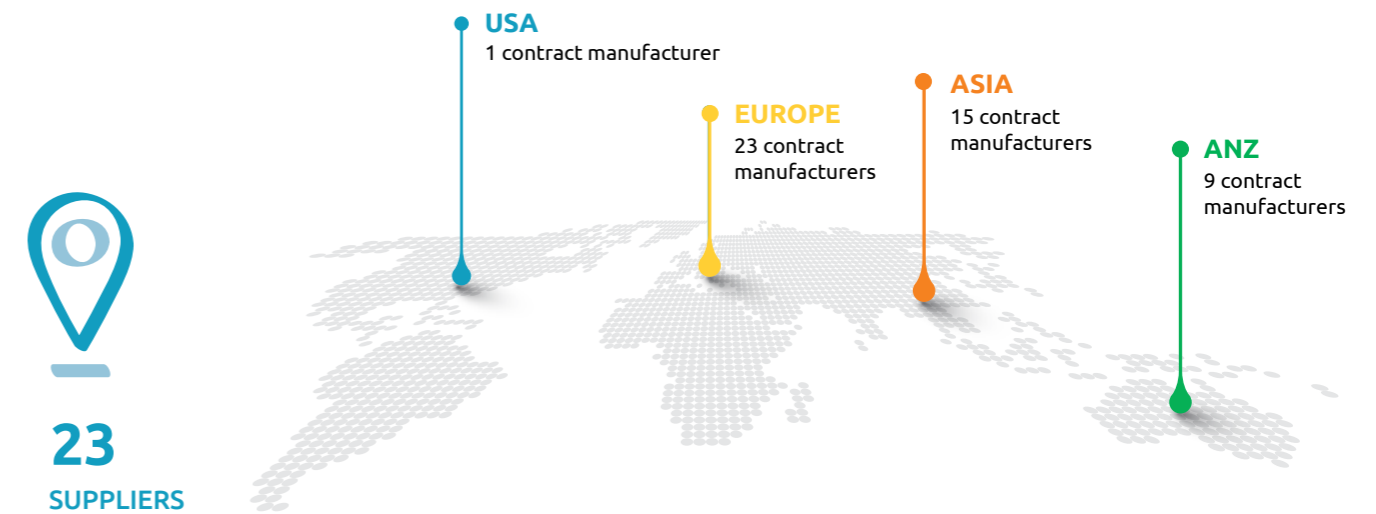 USA
1 contract manufacturer
EUROPE
23 contract
manufacturers
ASIA
15 contract
manufacturers
ANZ
9 contract
manufacturers
23
SUPPLIERS